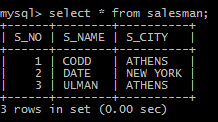 mysql> select * from salesman;
+------+--------+----------+
| S_NO | S_NAME | S_CITY   |
+------+--------+----------+
|    1 | CODD   | ATHENS   |
|    2 | DATE   | NEW YORK |
|    3 | ULMAN  | ATHENS   |
+------+--------+----------+
3 rows in set (0.00 sec)